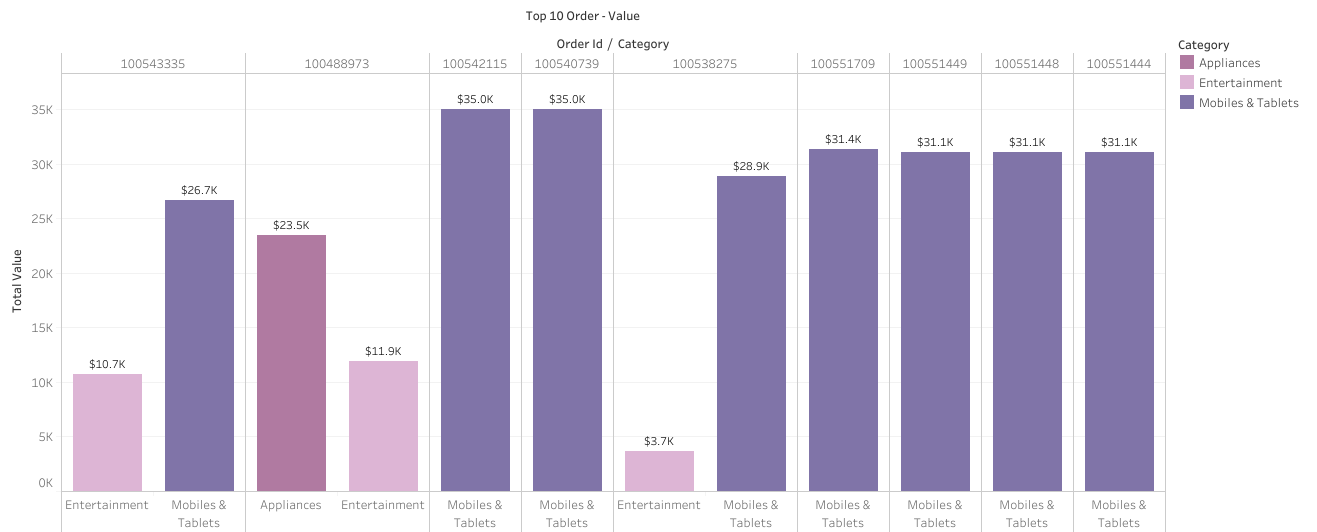 Top 10 Order - Value
Order Id / Category
100543335 100488973 100542115 100540739 100538275 100551709 100551449 100551448 100551444
Category
Appliances
Entertainment
Mobiles & Tablets
Total Value
35K
30K
25K
20K
15K
10K
5K
0K
$10.7K
$26.7K
$23.5K
$11.9K
$35.0K
$35.0K
$3.7K
$28.9K
$31.4K
$31.1K
$31.1K
$31.1K
Entertainment
Mobiles &
Tablets
Appliances
Entertainment
Mobiles &
Tablets
Mobiles &
Tablets
Entertainment
Mobiles &
Tablets
Mobiles &
Tablets
Mobiles &
Tablets
Mobiles &
Tablets
Mobiles &
Tablets